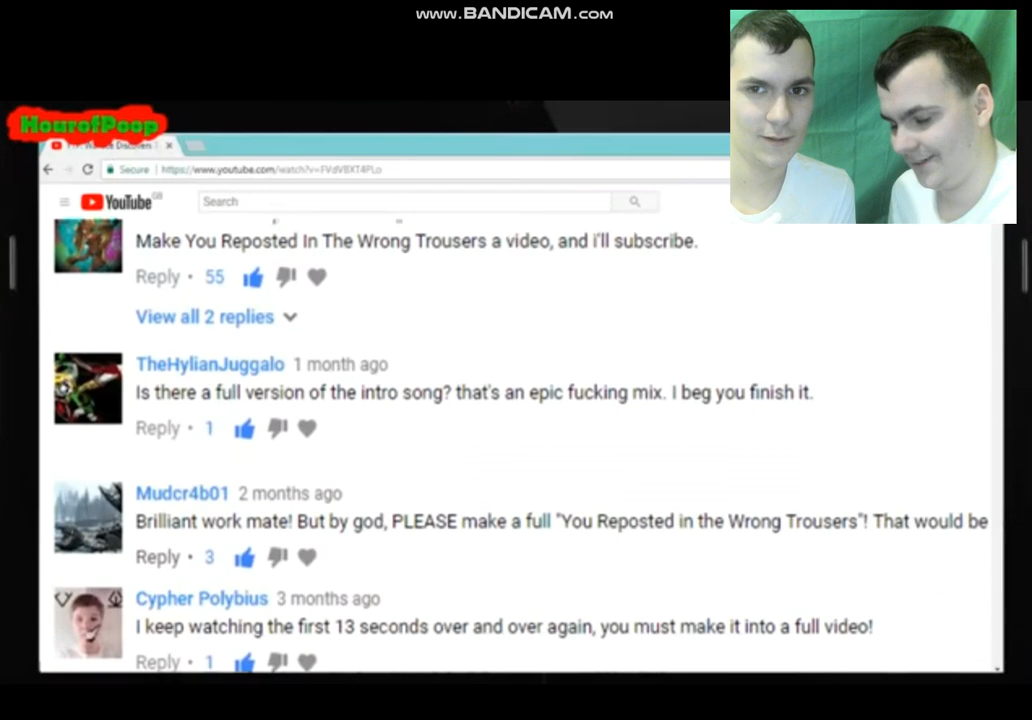 www.BANDICAM.com
HourofPoop
Secure | https://www.youtube.com/watch?v=FVdVBXT4FLo
YouTube GB
Search
Make You Reposted In The Wrong Trousers a video, and i'll subscribe.
Reply • 55
View all 2 replies
TheHylianJuggalo 1 month ago
Is there a full version of the intro song? that's an epic fucking mix. I beg you finish it.
Reply • 1
Mudcr4b01 2 months ago
Brilliant work mate! But by god, PLEASE make a full "You Reposted in the Wrong Trousers"! That would be
Reply • 3
Cypher Polybius 3 months ago
I keep watching the first 13 seconds over and over again, you must make it into a full video!
Reply • 1